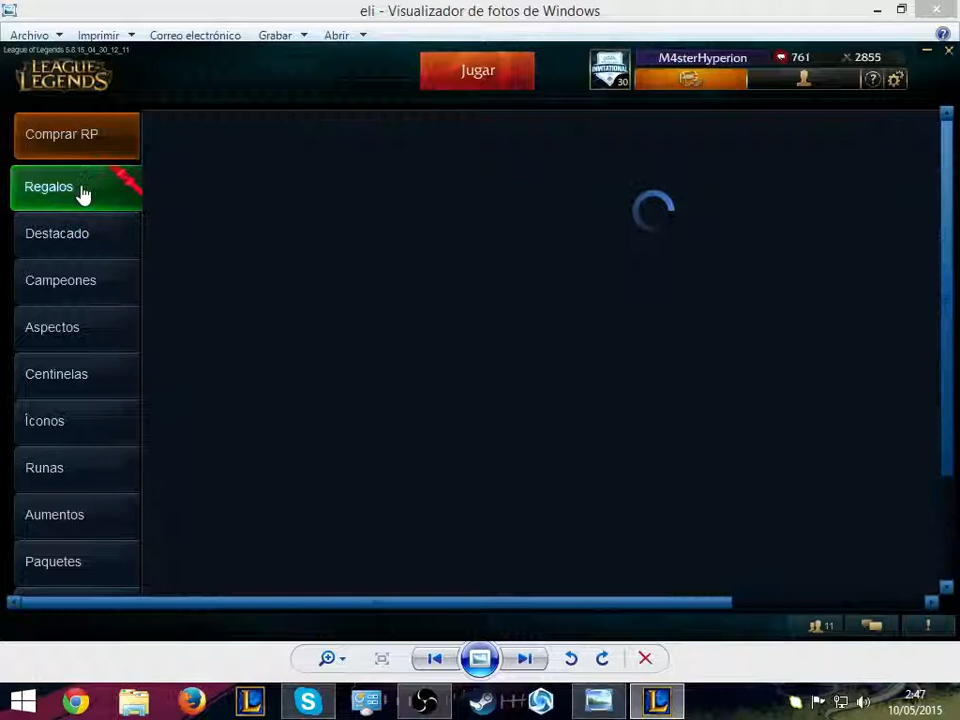 eli - Visualizador de fotos de Windows
Archivo Imprimir Correo electrónico Grabar Abrir
League of Legends 5.8.15_04_30_12_11
LEAGUE OF LEGENDS
Jugar
INVITATIONAL
30
M4sterHyperion 761 2855
Comprar RP
Regalos
Destacado
Campeones
Aspectos
Centinelas
Íconos
Runas
Aumentos
Paquetes
11
2:47
10/05/2015